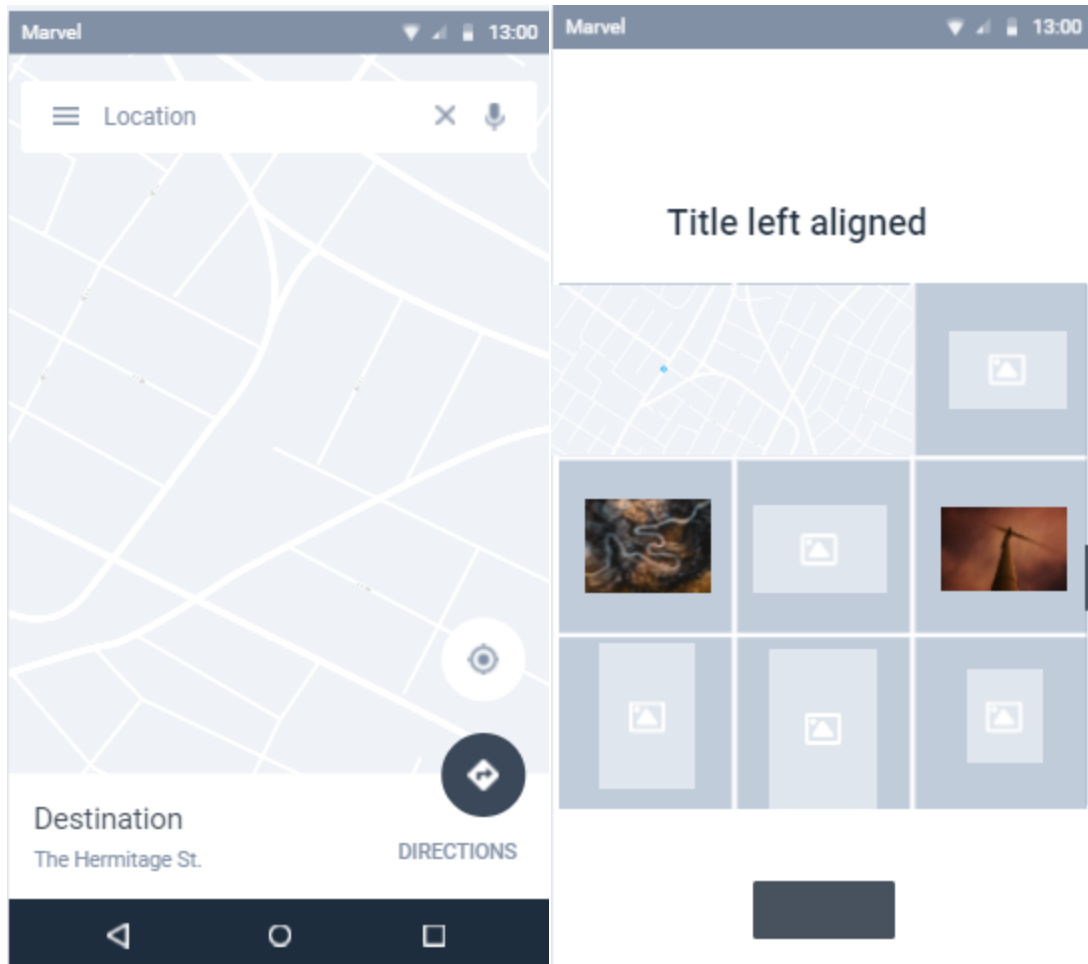 Marvel 13:00
Location
Destination
The Hermitage St.
DIRECTIONS
Marvel 13:00
Title left aligned